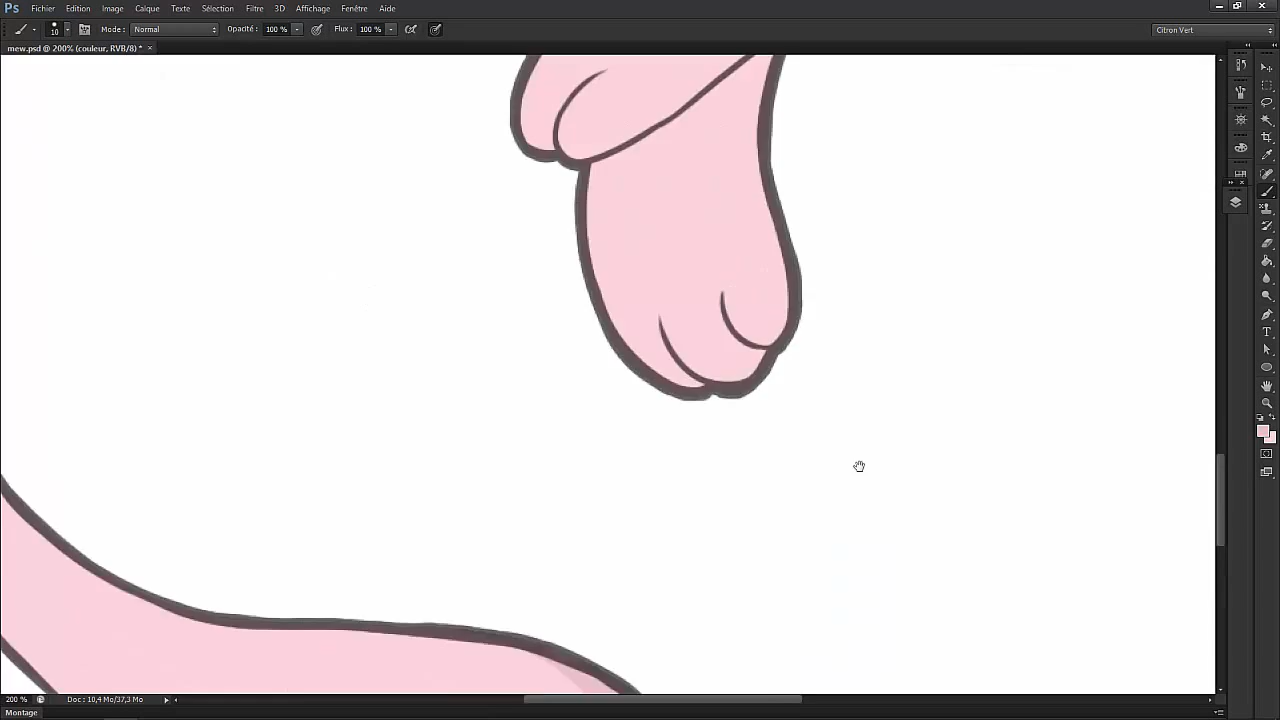 Ps Fichier Edition Image Calque Texte Sélection Filtre 3D Affichage Fenêtre Aide
10 Mode : Normal Opacité : 100 % Flux : 100 % Citron Vert
mew.psd @ 200% (couleur, RVB/8) * ×
200 % Doc : 10,4 Mo/37,3 Mo
Montage